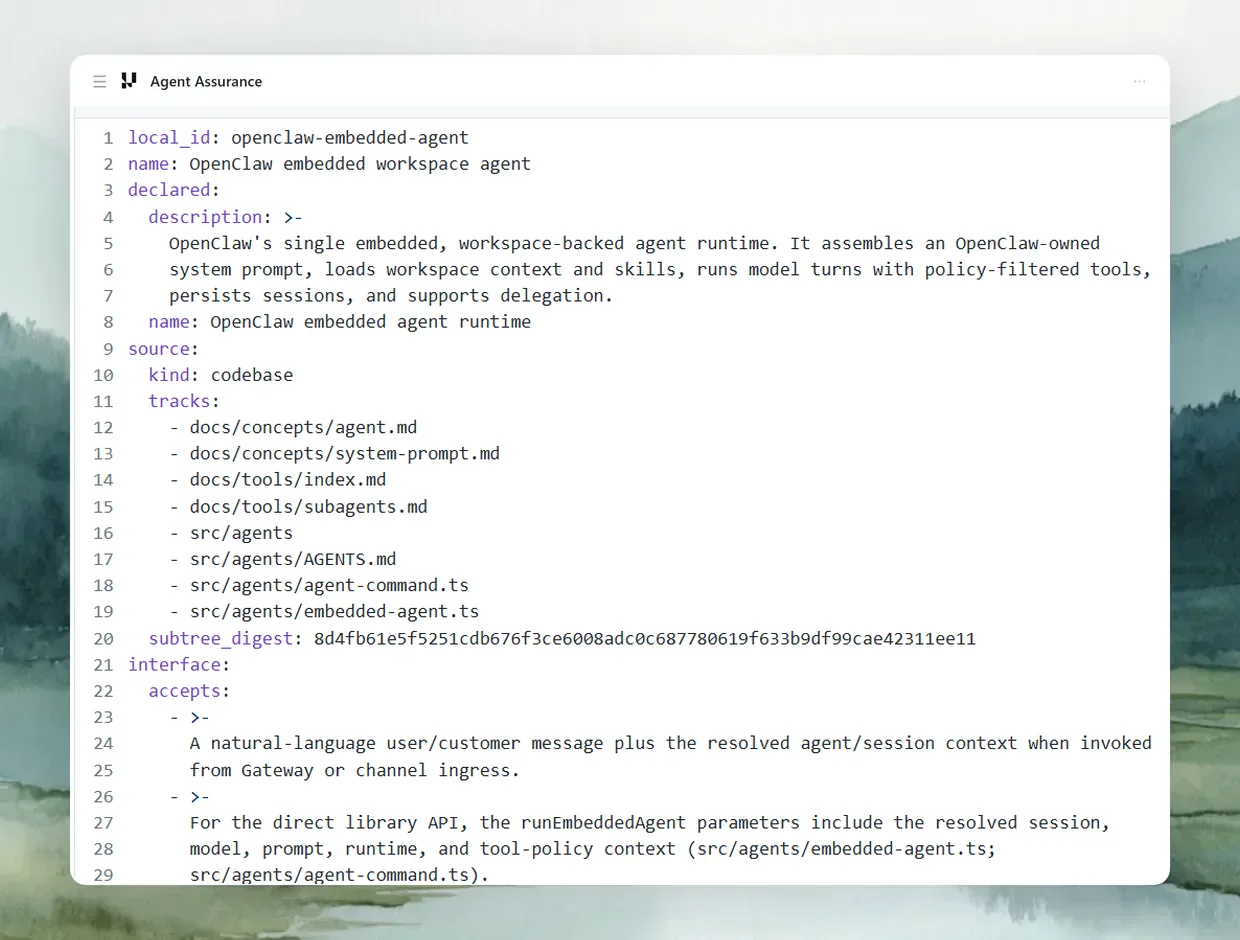 Agent Assurance
1 local_id: openclaw-embedded-agent
2 name: OpenClaw embedded workspace agent
3 declared:
4   description: >-
5     OpenClaw's single embedded, workspace-backed agent runtime. It assembles an OpenClaw-owned
6     system prompt, loads workspace context and skills, runs model turns with policy-filtered tools,
7     persists sessions, and supports delegation.
8   name: OpenClaw embedded agent runtime
9 source:
10   kind: codebase
11   tracks:
12     - docs/concepts/agent.md
13     - docs/concepts/system-prompt.md
14     - docs/tools/index.md
15     - docs/tools/subagents.md
16     - src/agents
17     - src/agents/AGENTS.md
18     - src/agents/agent-command.ts
19     - src/agents/embedded-agent.ts
20   subtree_digest: 8d4fb61e5f5251cdb676f3ce6008adc0c687780619f633b9df99cae42311ee11
21 interface:
22   accepts:
23     - >-
24       A natural-language user/customer message plus the resolved agent/session context when invoked
25       from Gateway or channel ingress.
26     - >-
27       For the direct library API, the runEmbeddedAgent parameters include the resolved session,
28       model, prompt, runtime, and tool-policy context (src/agents/embedded-agent.ts;
29       src/agents/agent-command.ts).